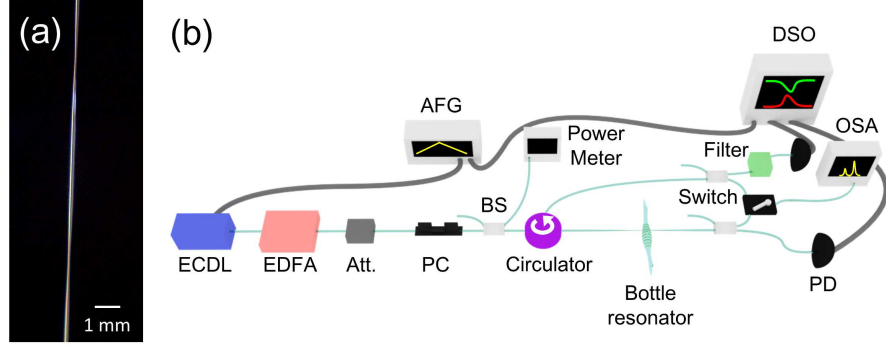 (a)
1 mm
(b)
DSO
AFG
Power
Meter
OSA
Filter
Switch
BS
ECDL
EDFA
Att.
PC
Circulator
Bottle
resonator
PD